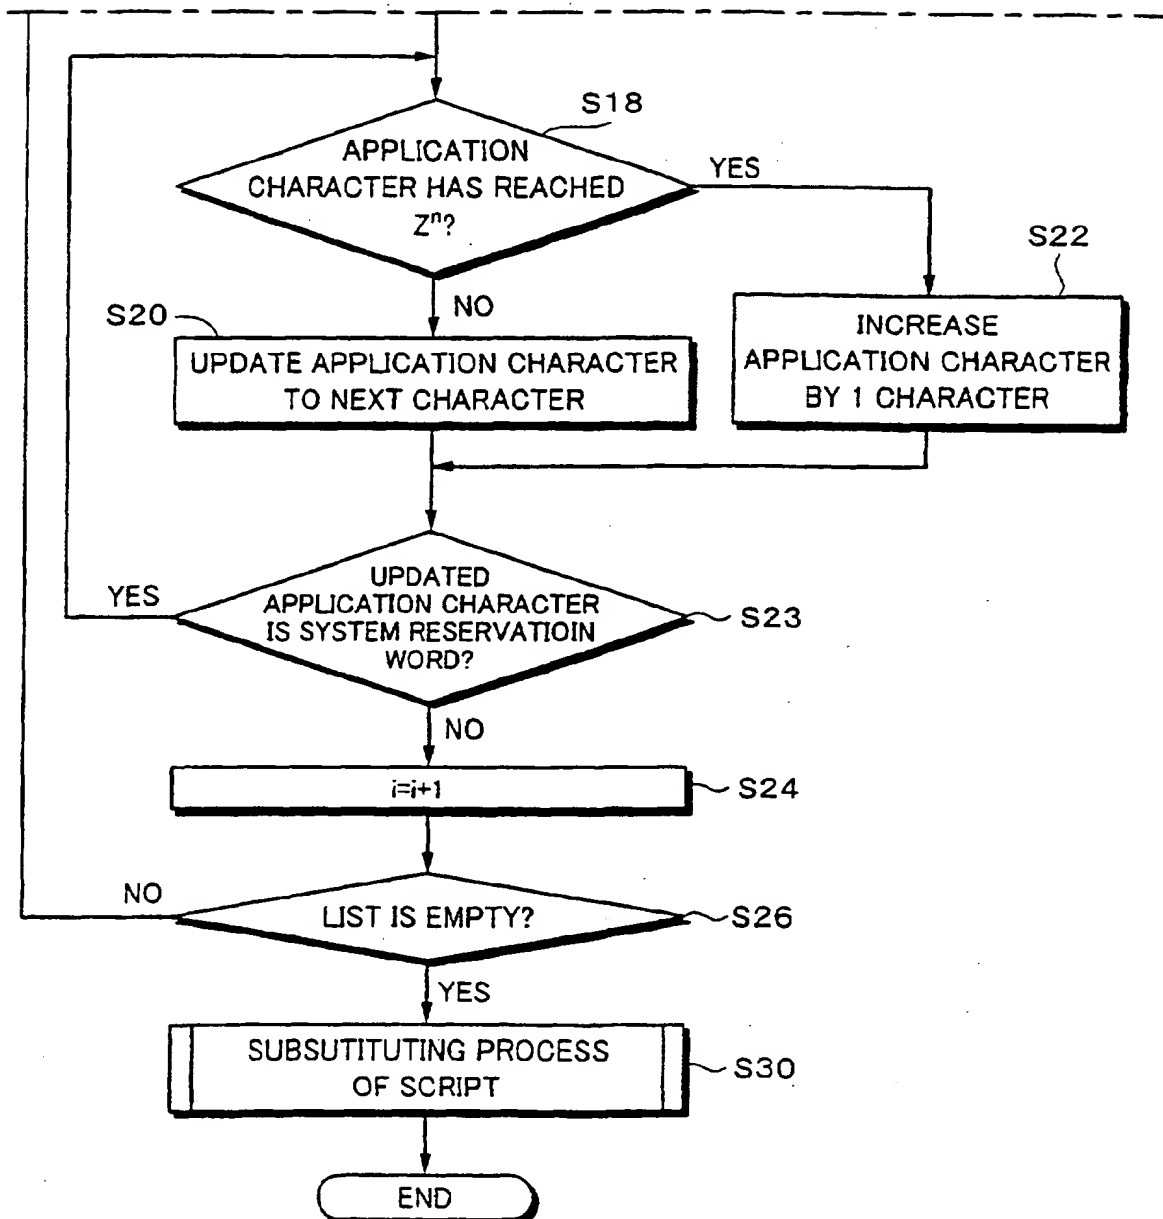 S18
APPLICATION
CHARACTER HAS REACHED
Zⁿ?
YES
S22
NO
S20
INCREASE
APPLICATION CHARACTER
BY 1 CHARACTER
UPDATE APPLICATION CHARACTER
TO NEXT CHARACTER
YES
UPDATED
APPLICATION CHARACTER
IS SYSTEM RESERVATIOIN
WORD?
S23
NO
i=i+1
S24
NO
LIST IS EMPTY?
S26
YES
SUBSUTITUTING PROCESS
OF SCRIPT
S30
END